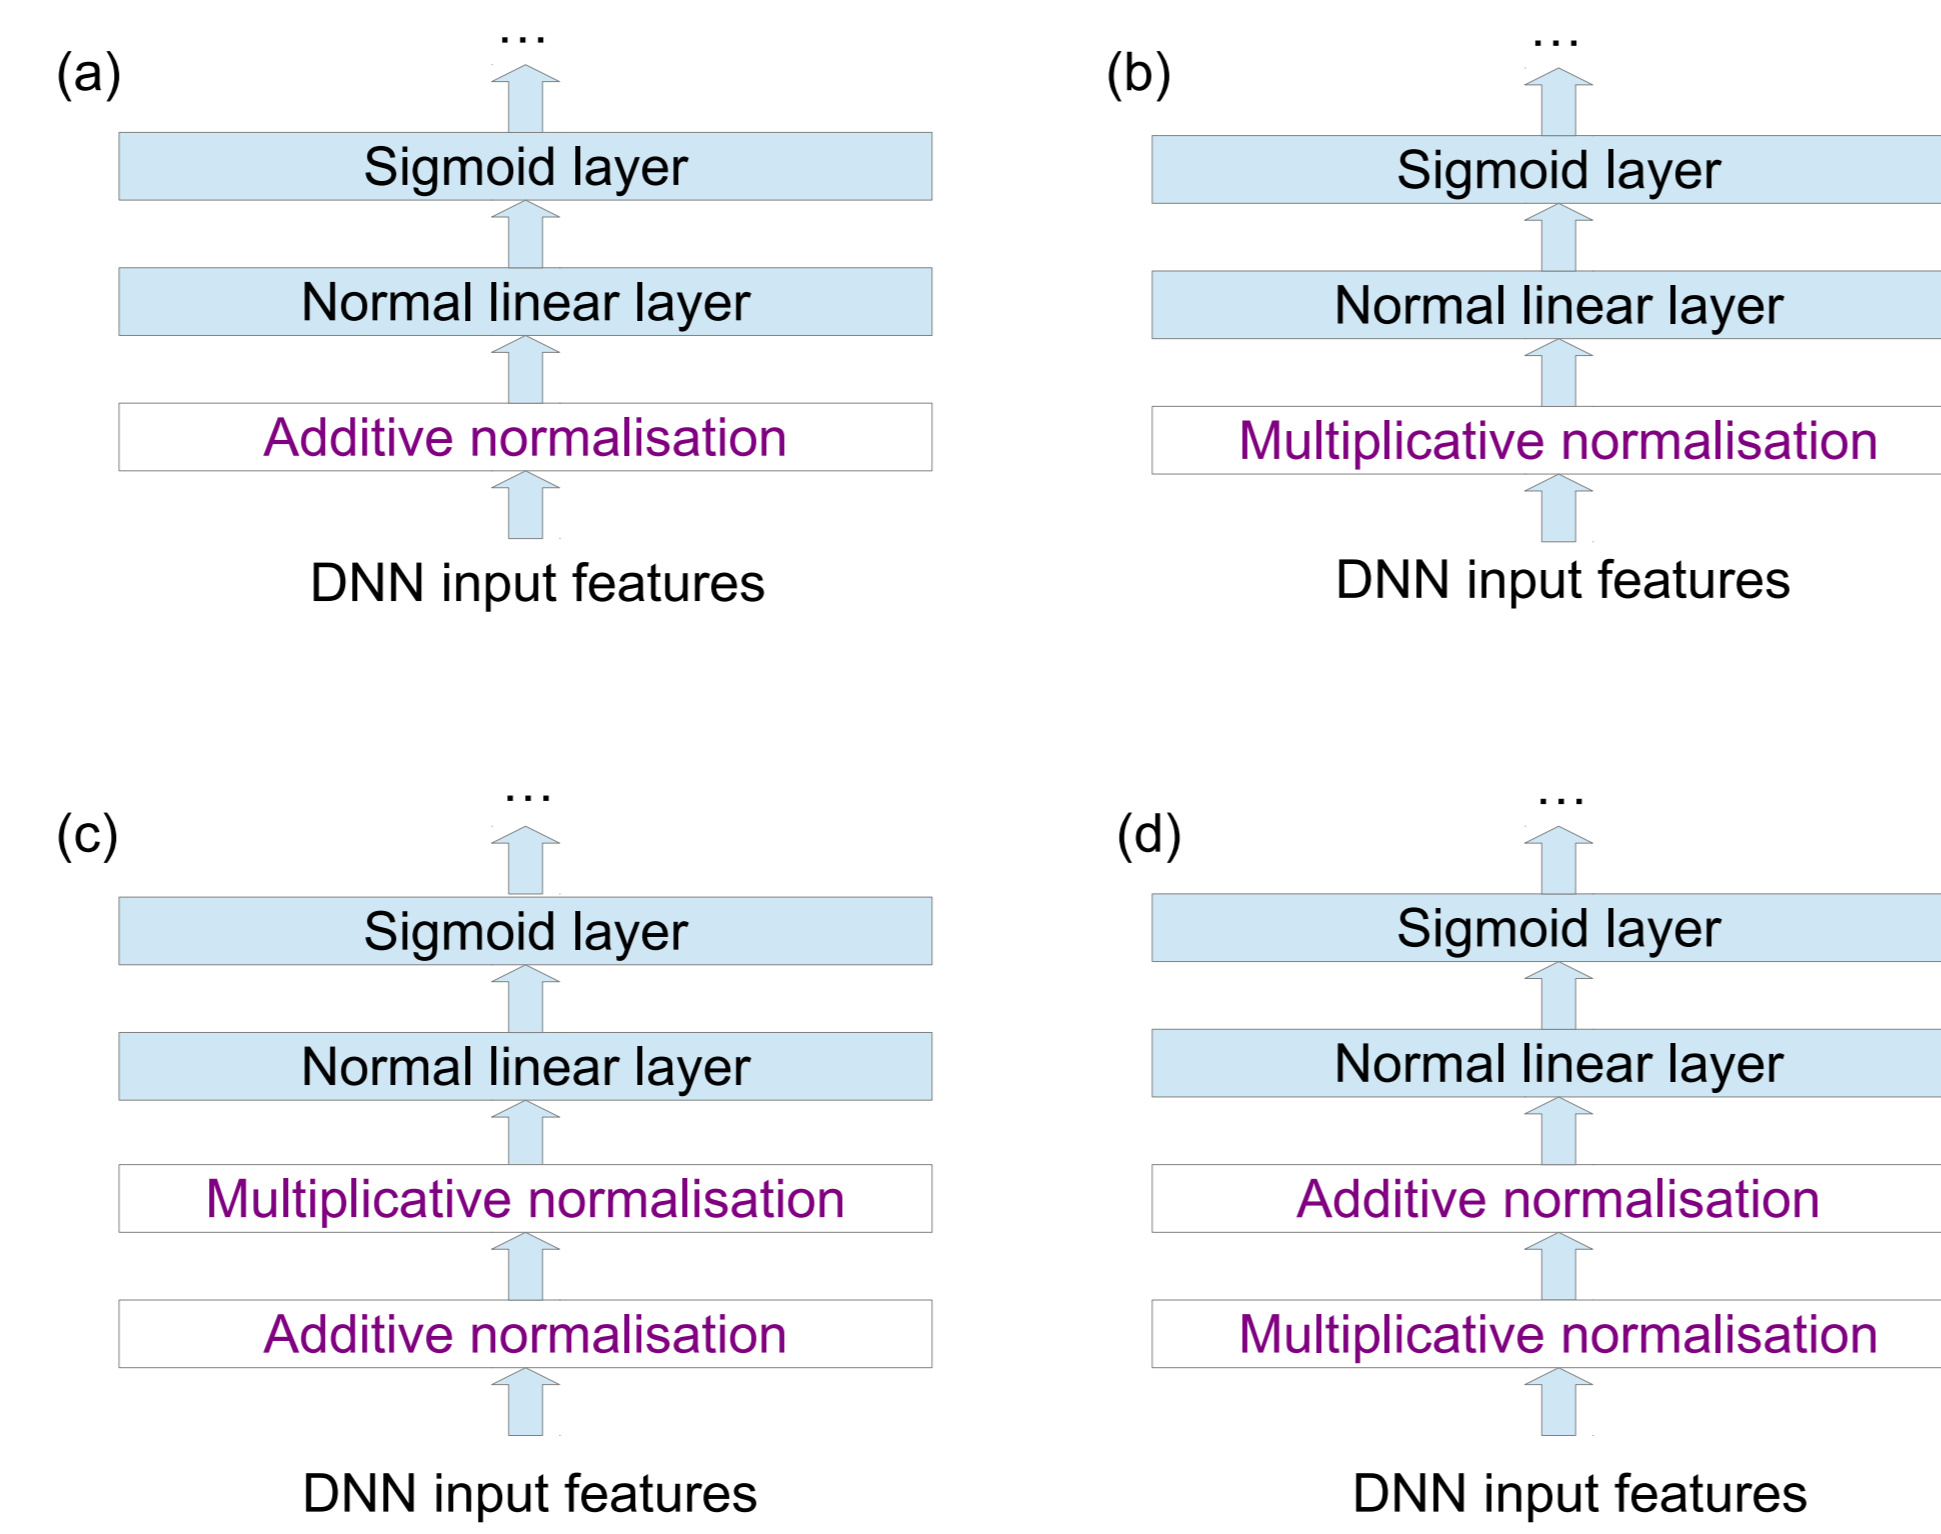 (a)
…
Sigmoid layer
Normal linear layer
Additive normalisation
DNN input features
(b)
…
Sigmoid layer
Normal linear layer
Multiplicative normalisation
DNN input features
(c)
…
Sigmoid layer
Normal linear layer
Multiplicative normalisation
Additive normalisation
DNN input features
(d)
…
Sigmoid layer
Normal linear layer
Additive normalisation
Multiplicative normalisation
DNN input features